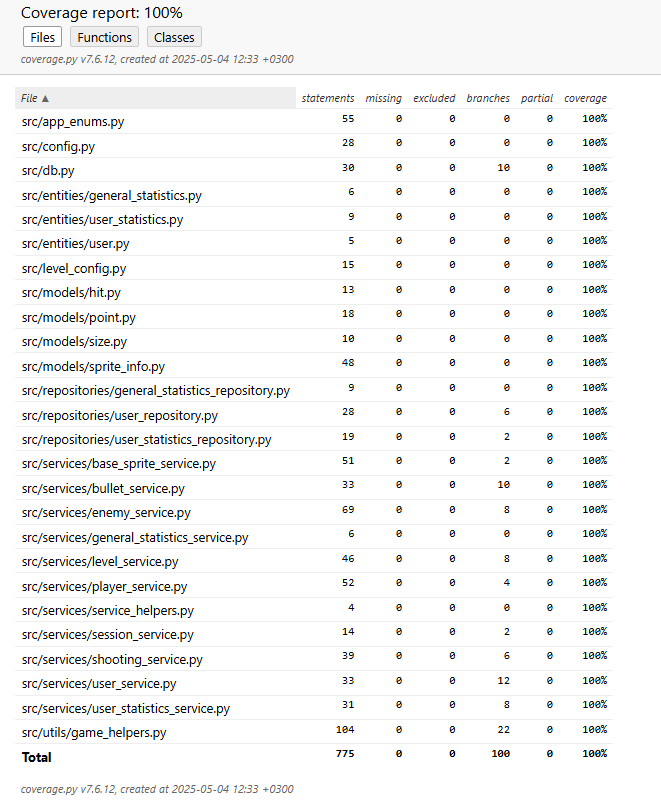 Coverage report: 100%
Files Functions Classes
coverage.py v7.6.12, created at 2025-05-04 12:33 +0300
File ▲ statements missing excluded branches partial coverage
src/app_enums.py 55 0 0 0 0 100%
src/config.py 28 0 0 0 0 100%
src/db.py 30 0 0 10 0 100%
src/entities/general_statistics.py 6 0 0 0 0 100%
src/entities/user_statistics.py 9 0 0 0 0 100%
src/entities/user.py 5 0 0 0 0 100%
src/level_config.py 15 0 0 0 0 100%
src/models/hit.py 13 0 0 0 0 100%
src/models/point.py 18 0 0 0 0 100%
src/models/size.py 10 0 0 0 0 100%
src/models/sprite_info.py 48 0 0 0 0 100%
src/repositories/general_statistics_repository.py 9 0 0 0 0 100%
src/repositories/user_repository.py 28 0 0 6 0 100%
src/repositories/user_statistics_repository.py 19 0 0 2 0 100%
src/services/base_sprite_service.py 51 0 0 2 0 100%
src/services/bullet_service.py 33 0 0 10 0 100%
src/services/enemy_service.py 69 0 0 8 0 100%
src/services/general_statistics_service.py 6 0 0 0 0 100%
src/services/level_service.py 46 0 0 8 0 100%
src/services/player_service.py 52 0 0 4 0 100%
src/services/service_helpers.py 4 0 0 0 0 100%
src/services/session_service.py 14 0 0 2 0 100%
src/services/shooting_service.py 39 0 0 6 0 100%
src/services/user_service.py 33 0 0 12 0 100%
src/services/user_statistics_service.py 31 0 0 8 0 100%
src/utils/game_helpers.py 104 0 0 22 0 100%
Total 775 0 0 100 0 100%
coverage.py v7.6.12, created at 2025-05-04 12:33 +0300